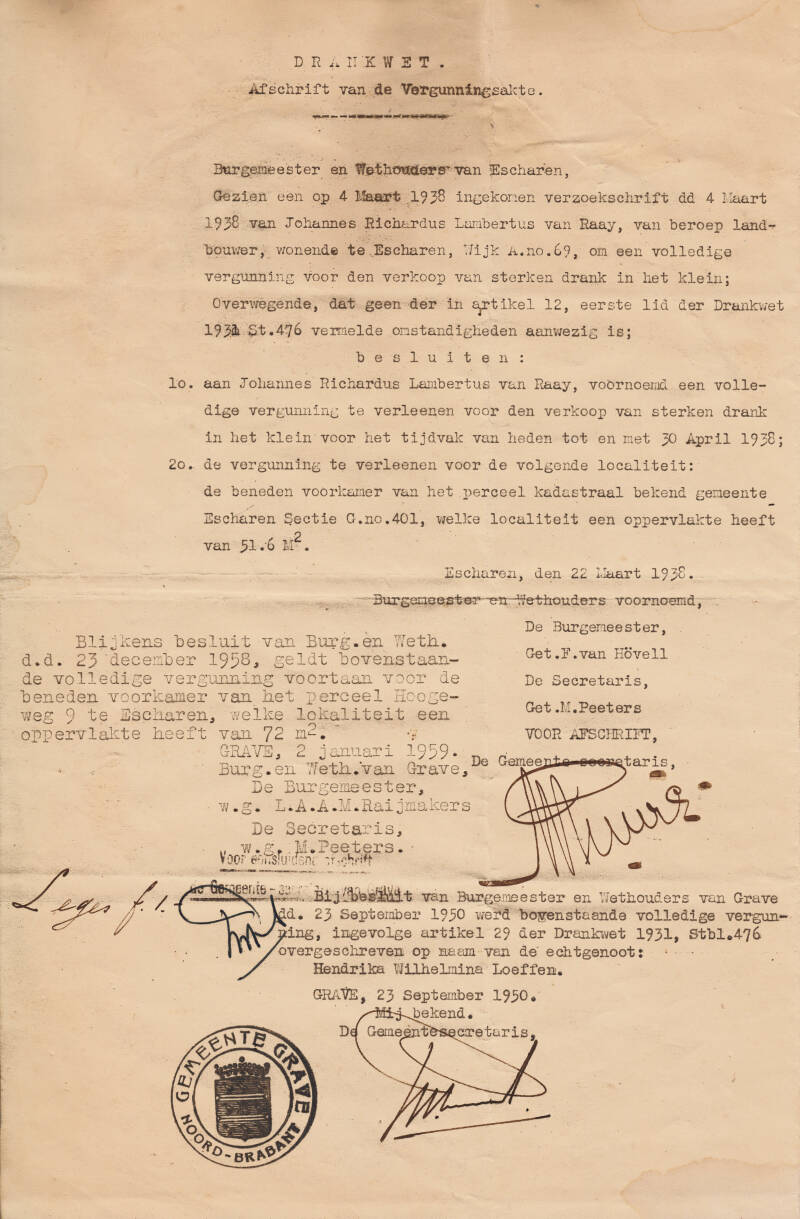 DRANKWET.
Afschrift van de Vergunningsakte.
Burgemeester en Wethouders van Escharen,
Gezien een op 4 Maart 1938 ingekomen verzoekschrift dd 4 Maart
1938 van Johannes Richardus Lambertus van Raay, van beroep land-
bouwer, wonende te Escharen, Wijk A.no.69, om een volledige
vergunning voor den verkoop van sterken drank in het klein;
Overwegende, dat geen der in artikel 12, eerste lid der Drankwet
1931 St.476 vermelde omstandigheden aanwezig is;
besluiten:
1o. aan Johannes Richardus Lambertus van Raay, voornoemd een volle-
dige vergunning te verleenen voor den verkoop van sterken drank
in het klein voor het tijdvak van heden tot en met 30 April 1938;
2o. de vergunning te verleenen voor de volgende localiteit:
de beneden voorkamer van het perceel kadastraal bekend gemeente
Escharen Sectie G.no.401, welke localiteit een oppervlakte heeft
van 51.6 M2.
Escharen, den 22 Maart 1938.
Burgemeester en Wethouders voornoemd,
De Burgemeester,
Get.F.van Hövell
De Secretaris,
Get.M.Peeters
VOOR AFSCHRIFT,
De Gemeente-secretaris,
Blijkens besluit van Burg.en Weth.
d.d. 23 december 1958, geldt bovenstaan-
de volledige vergunning voortaan voor de
beneden voorkamer van het perceel Hooge-
weg 9 te Escharen, welke lokaliteit een
oppervlakte heeft van 72 m2.
GRAVE, 2 januari 1959.
Burg.en Weth.van Grave,
De Burgemeester,
w.g. L.A.A.M.Raijmakers
De Secretaris,
w.g. M.Peeters.
Voor eensluidend afschrift
De Gemeente-
Leges f. 1.
Bij besluit van Burgemeester en Wethouders van Grave
dd. 23 September 1950 werd bovenstaande volledige vergun-
ning, ingevolge artikel 29 der Drankwet 1931, Stbl.476
overgeschreven op naam van de echtgenoot:
Hendrika Wilhelmina Loeffen.
GRAVE, 23 September 1950.
Mij bekend.
De Gemeentesecretaris,
GEMEENTE GRAVE
NOORD-BRABANT